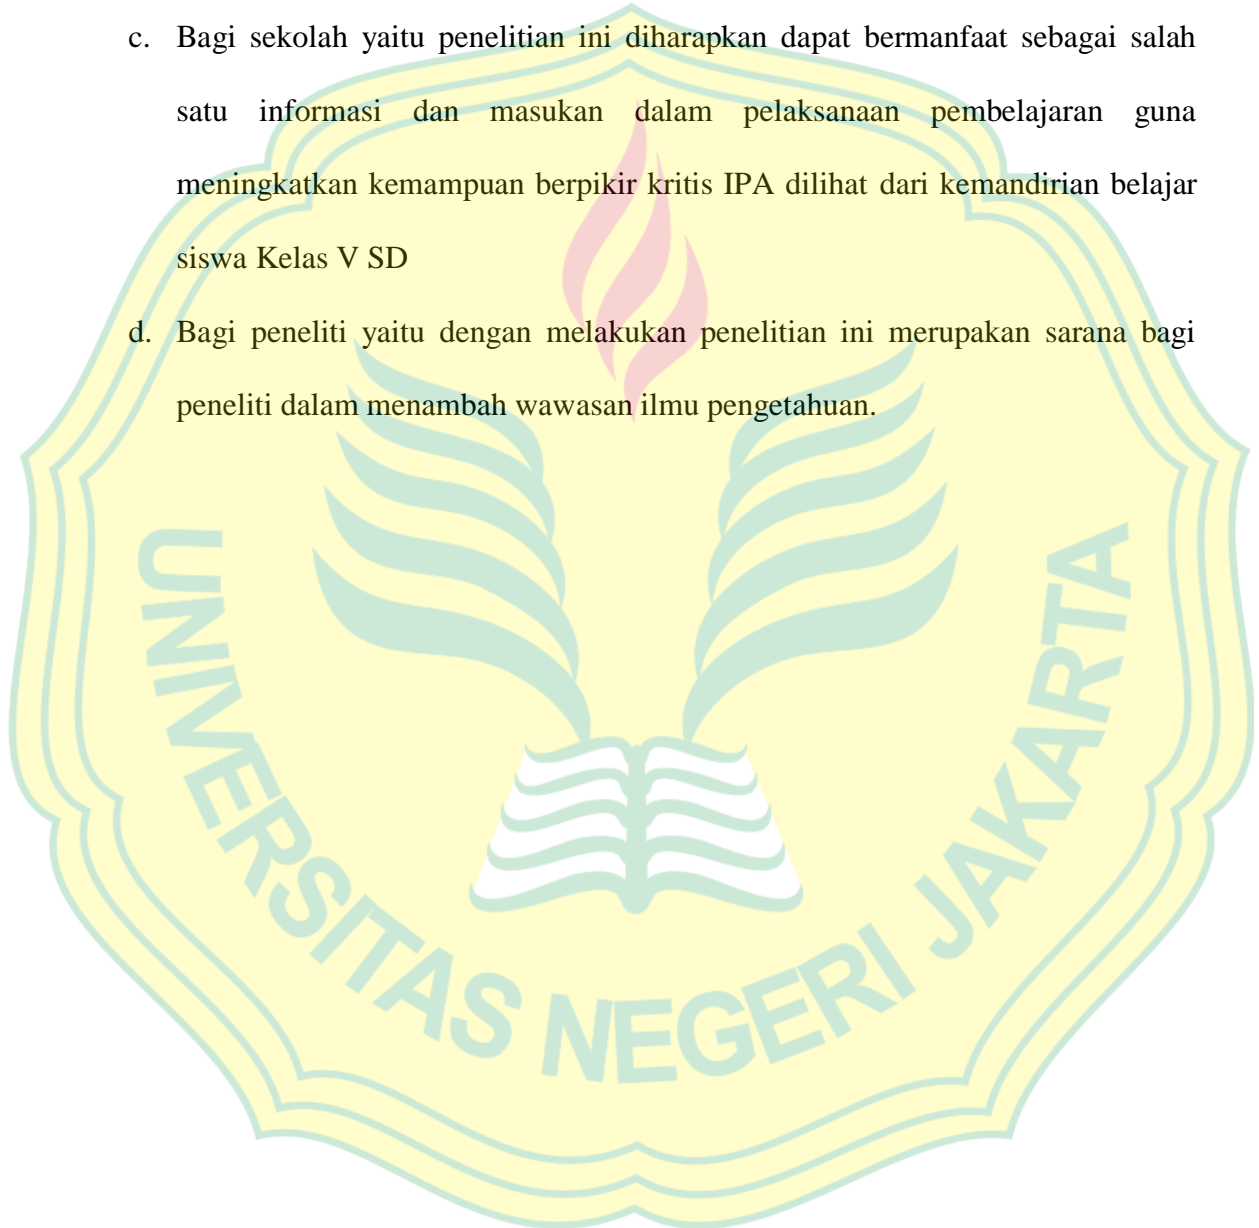 c. Bagi sekolah yaitu penelitian ini diharapkan dapat bermanfaat sebagai salah
satu informasi dan masukan dalam pelaksanaan pembelajaran guna
meningkatkan kemampuan berpikir kritis IPA dilihat dari kemandirian belajar
siswa Kelas V SD
d. Bagi peneliti yaitu dengan melakukan penelitian ini merupakan sarana bagi
peneliti dalam menambah wawasan ilmu pengetahuan.
UNIVERSITAS NEGERI JAKARTA